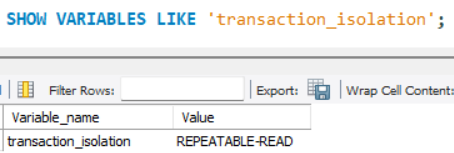 SHOW VARIABLES LIKE 'transaction_isolation';
Filter Rows: Export: Wrap Cell Content:
Variable_name Value
transaction_isolation REPEATABLE-READ